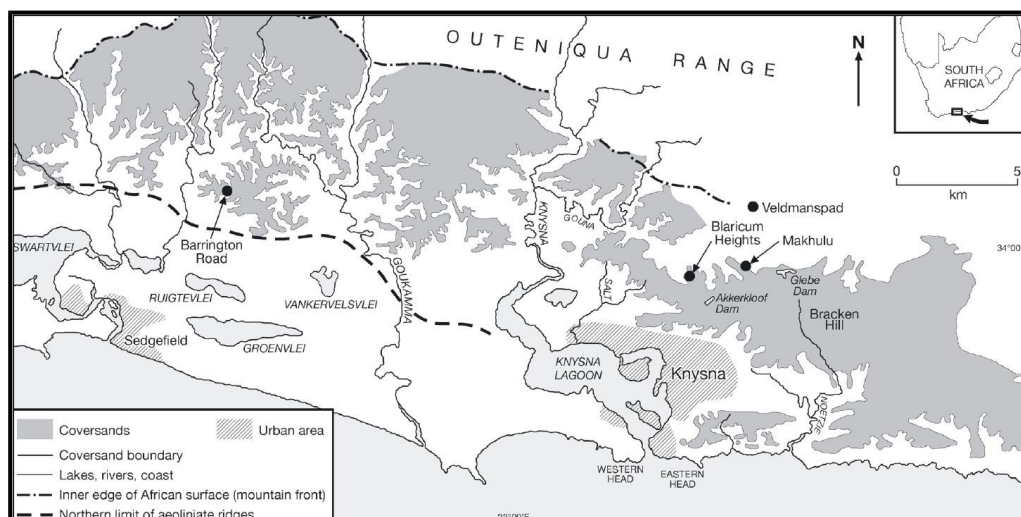 OUTENIQUA RANGE
N
SOUTH
AFRICA
0
5
km
Veldmanspad
Blaricum
Heights
Makhulu
34°00
KNYSNA
GOUNA
Barrington
Road
SWARTVLEI
GOUKAMMA
RUIGTEVLEI
VANKERVELSVLEI
SALT
Glebe
Dam
Akkerkloof
Dam
Bracken
Hill
Sedgefield
GROENVLEI
KNYSNA
LAGOON
Knysna
NOETZIE
WESTERN
HEAD
EASTERN
HEAD
Coversands
Urban area
Coversand boundary
Lakes, rivers, coast
Inner edge of African surface (mountain front)
Northern limit of aeolianite ridges